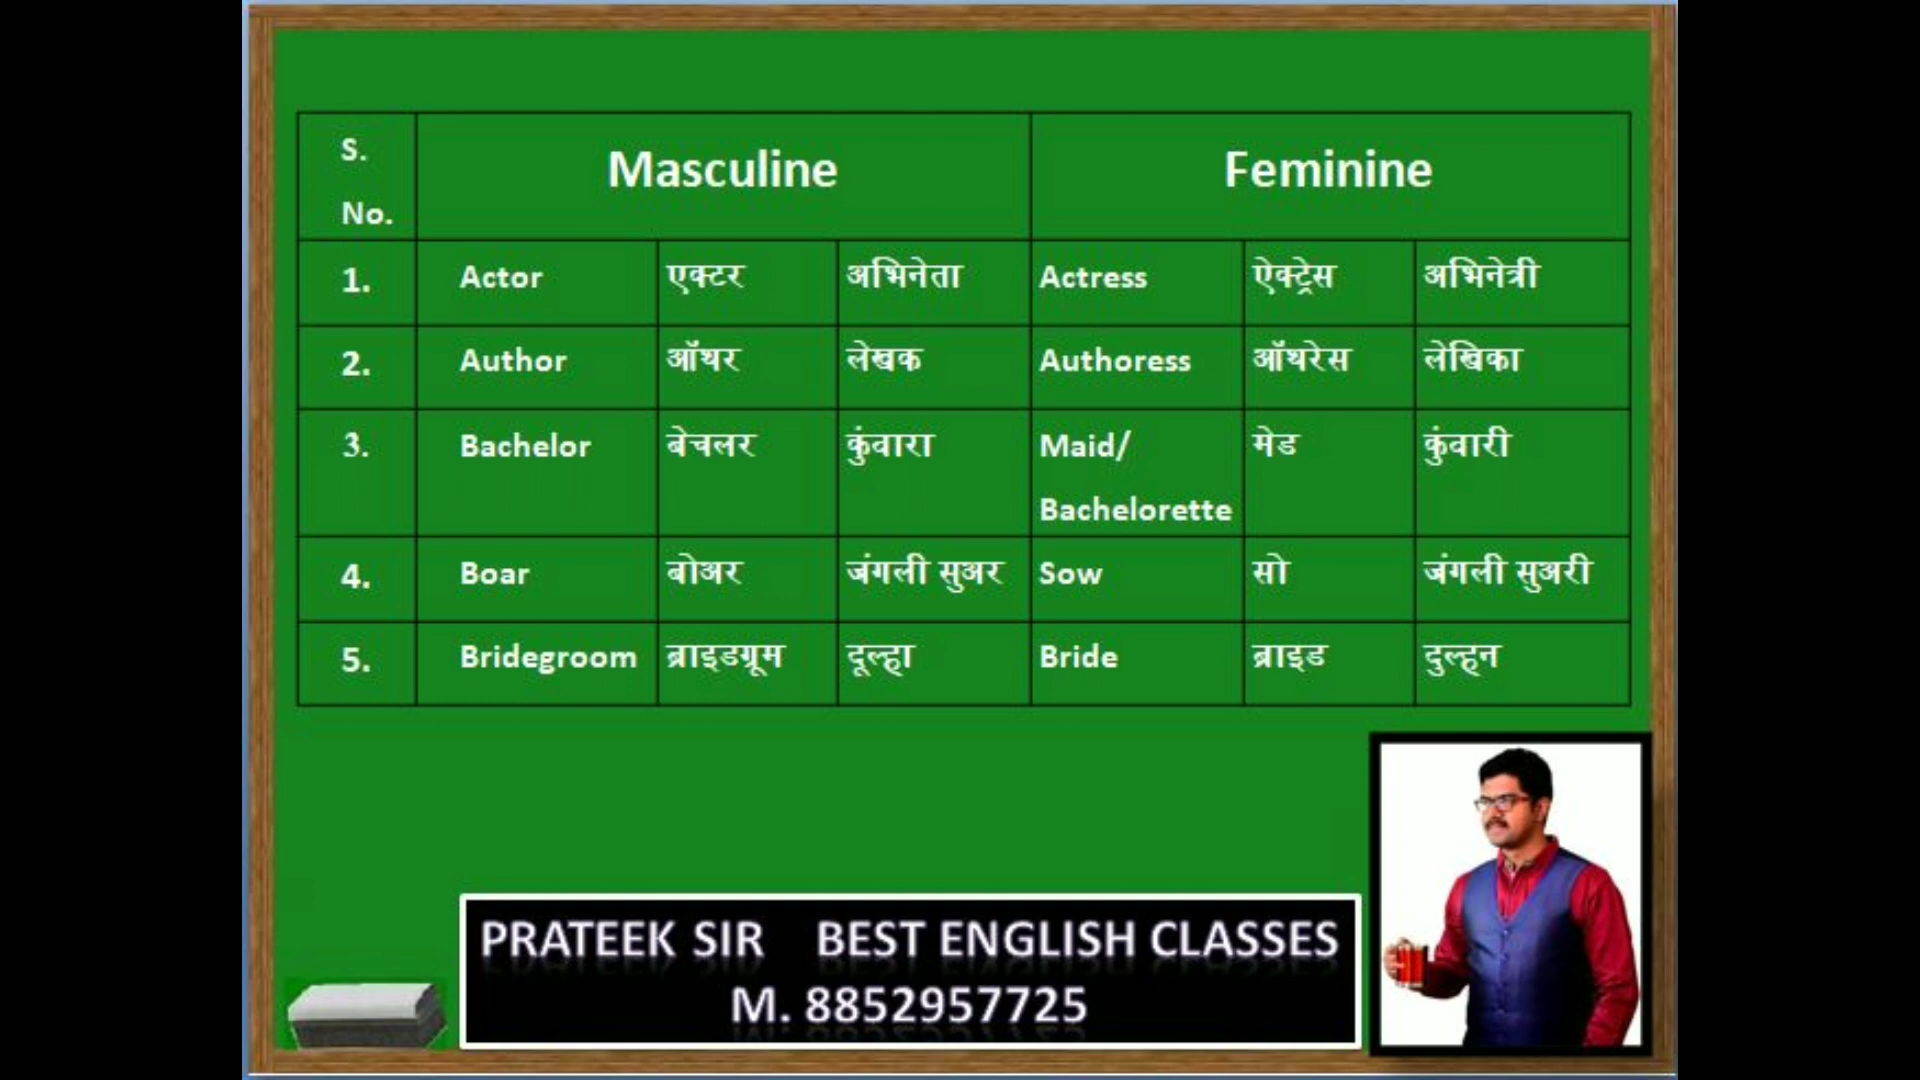 S. No. Masculine Feminine
1. Actor एक्टर अभिनेता Actress ऐक्ट्रेस अभिनेत्री
2. Author ऑथर लेखक Authoress ऑथरेस लेखिका
3. Bachelor बेचलर कुंवारा Maid/ मेड कुंवारी
Bachelorette
4. Boar बोअर जंगली सुअर Sow सो जंगली सुअरी
5. Bridegroom ब्राइडग्रूम दूल्हा Bride ब्राइड दुल्हन
PRATEEK SIR BEST ENGLISH CLASSES
M. 8852957725